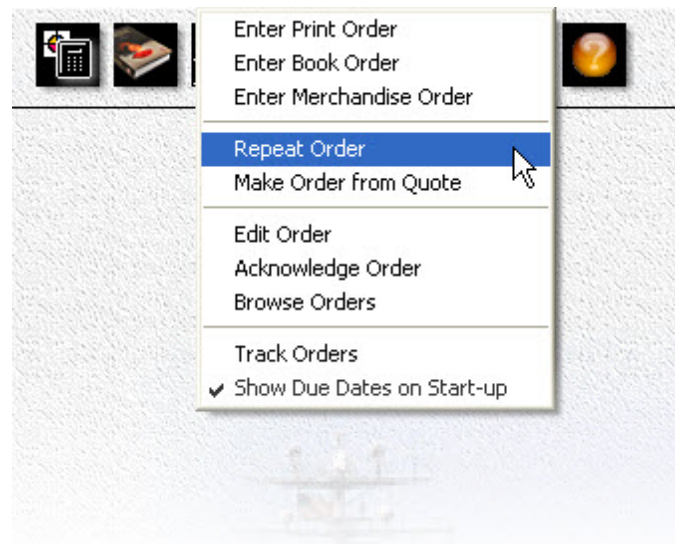 Enter Print Order
Enter Book Order
Enter Merchandise Order
Repeat Order
Make Order from Quote
Edit Order
Acknowledge Order
Browse Orders
Track Orders
Show Due Dates on Start-up